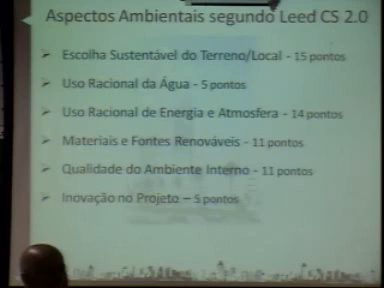 Aspectos Ambientais segundo Leed CS 2.0
Escolha Sustentável do Terreno/Local - 15 pontos
Uso Racional da Água - 5 pontos
Uso Racional de Energia e Atmosfera - 14 pontos
Materiais e Fontes Renováveis - 11 pontos
Qualidade do Ambiente Interno - 11 pontos
Inovação no Projeto – 5 pontos